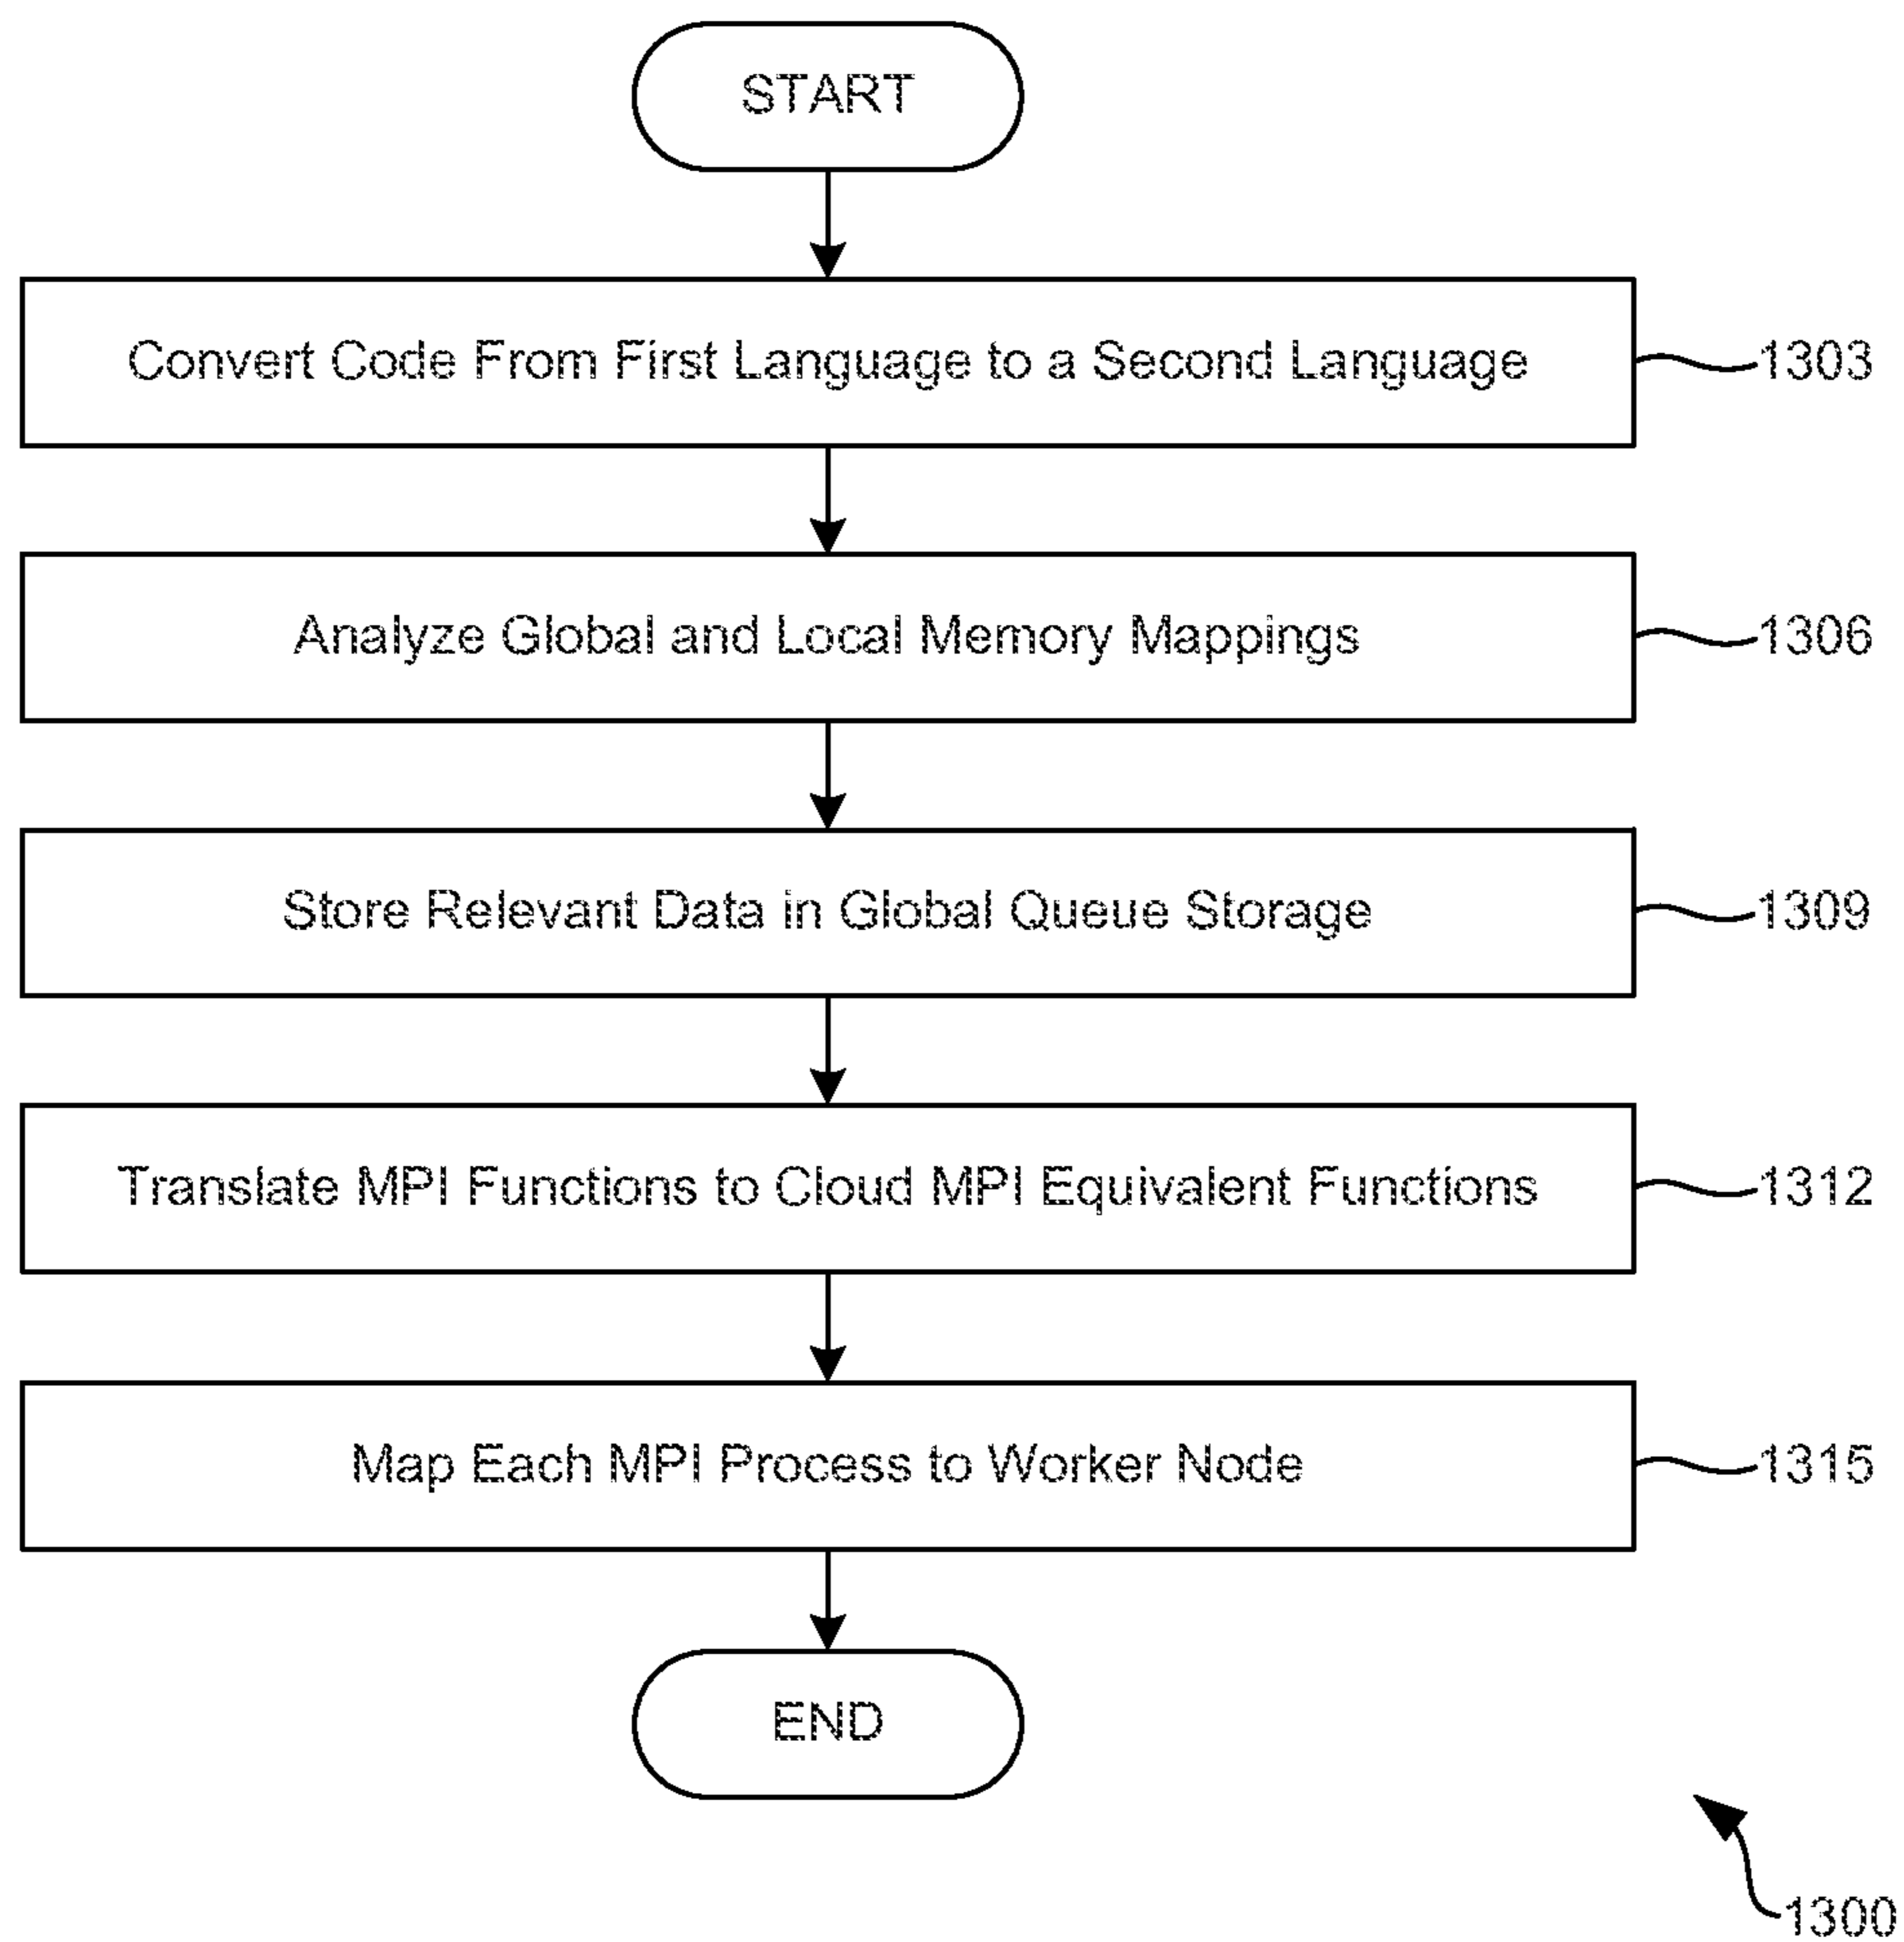 START
Convert Code From First Language to a Second Language
1303
Analyze Global and Local Memory Mappings
1306
Store Relevant Data in Global Queue Storage
1309
Translate MPI Functions to Cloud MPI Equivalent Functions
1312
Map Each MPI Process to Worker Node
1315
END
1300